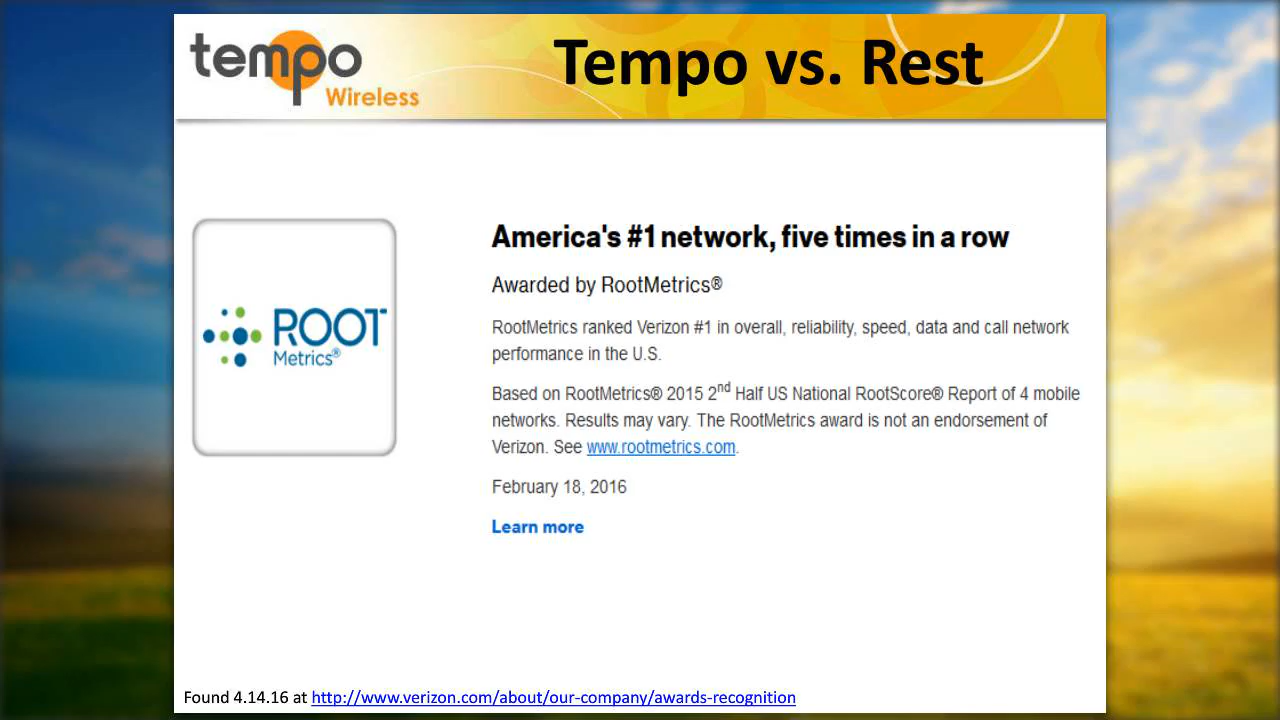 tempo
Wireless
Tempo vs. Rest
ROOT
Metrics®
America's #1 network, five times in a row
Awarded by RootMetrics®
RootMetrics ranked Verizon #1 in overall, reliability, speed, data and call network
performance in the U.S.
Based on RootMetrics® 2015 2nd Half US National RootScore® Report of 4 mobile
networks. Results may vary. The RootMetrics award is not an endorsement of
Verizon. See www.rootmetrics.com.
February 18, 2016
Learn more
Found 4.14.16 at http://www.verizon.com/about/our-company/awards-recognition